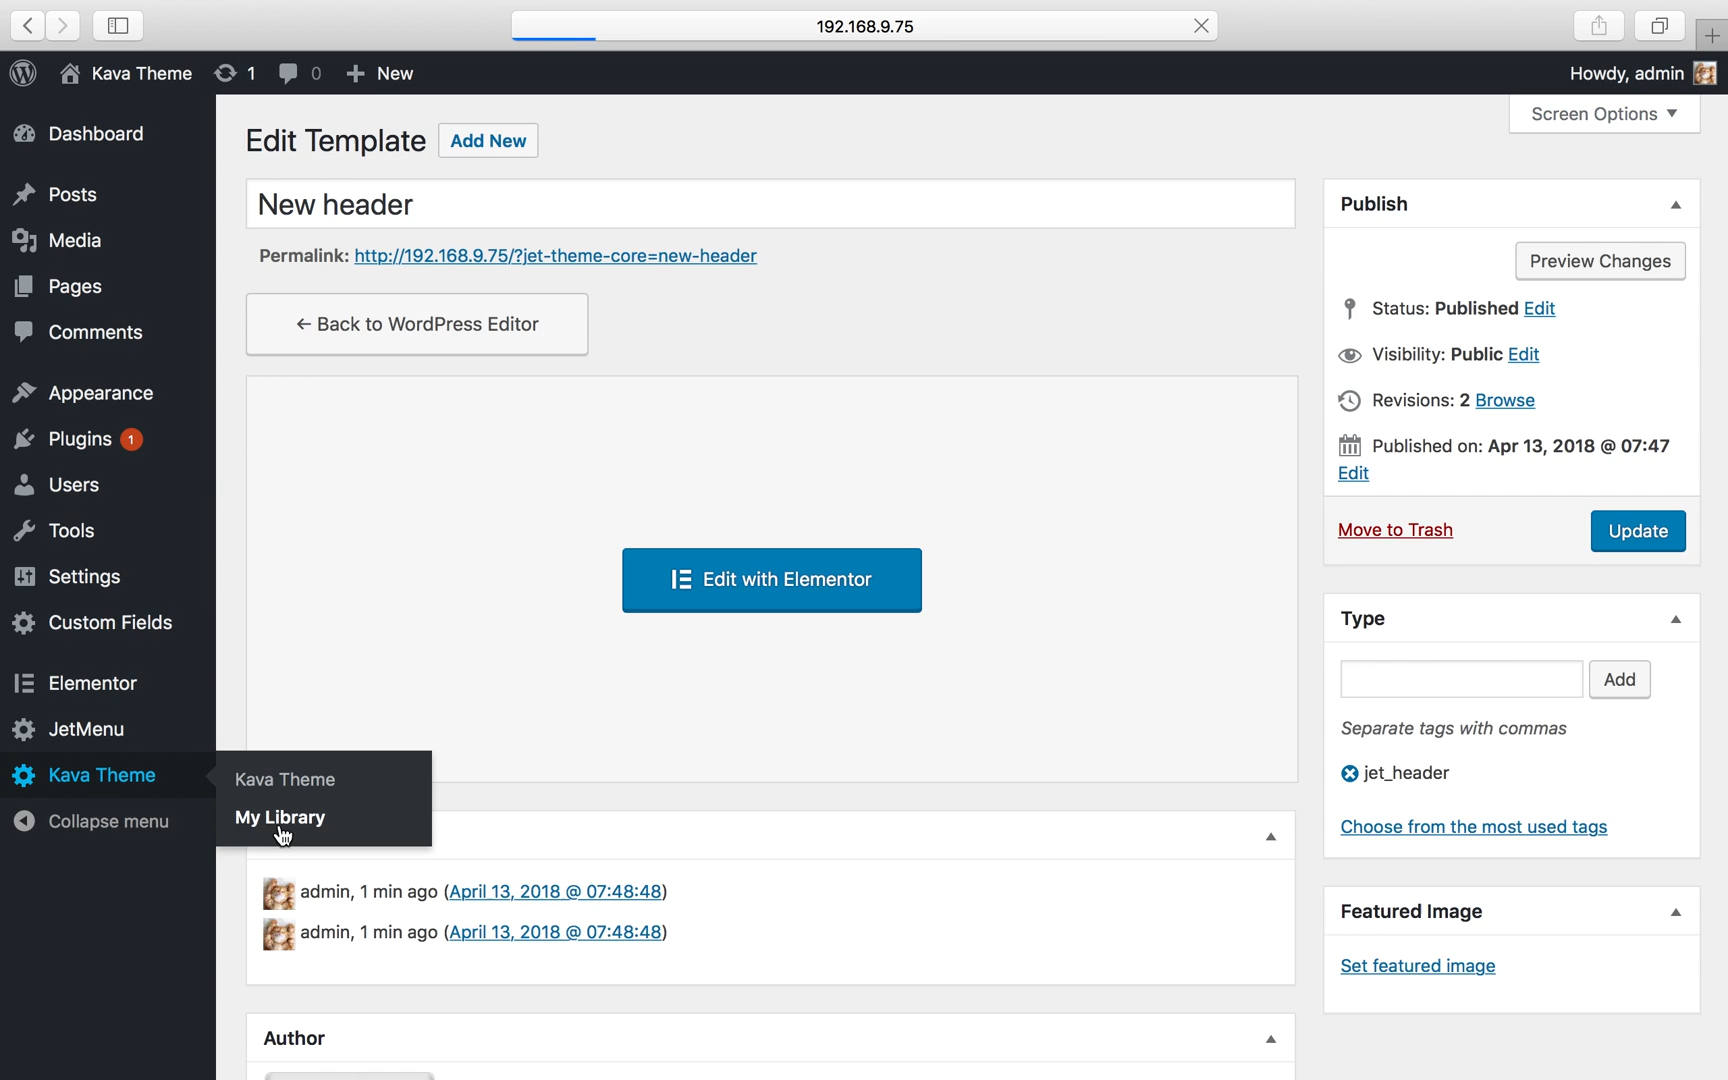 192.168.9.75
Kava Theme 1 0 New Howdy, admin
Screen Options
Dashboard
Posts
Media
Pages
Comments
Appearance
Plugins 1
Users
Tools
Settings
Custom Fields
Elementor
JetMenu
Kava Theme
Collapse menu
Kava Theme
My Library
Edit Template Add New
New header
Permalink: http://192.168.9.75/?jet-theme-core=new-header
← Back to WordPress Editor
Edit with Elementor
admin, 1 min ago (April 13, 2018 @ 07:48:48)
admin, 1 min ago (April 13, 2018 @ 07:48:48)
Author
Publish
Preview Changes
Status: Published Edit
Visibility: Public Edit
Revisions: 2 Browse
Published on: Apr 13, 2018 @ 07:47
Edit
Move to Trash Update
Type
Add
Separate tags with commas
jet_header
Choose from the most used tags
Featured Image
Set featured image